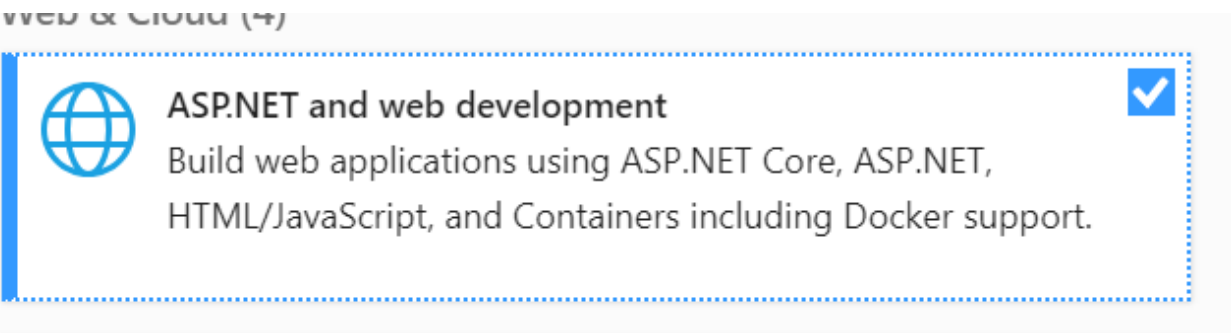 Web & Cloud (4)
ASP.NET and web development
Build web applications using ASP.NET Core, ASP.NET,
HTML/JavaScript, and Containers including Docker support.